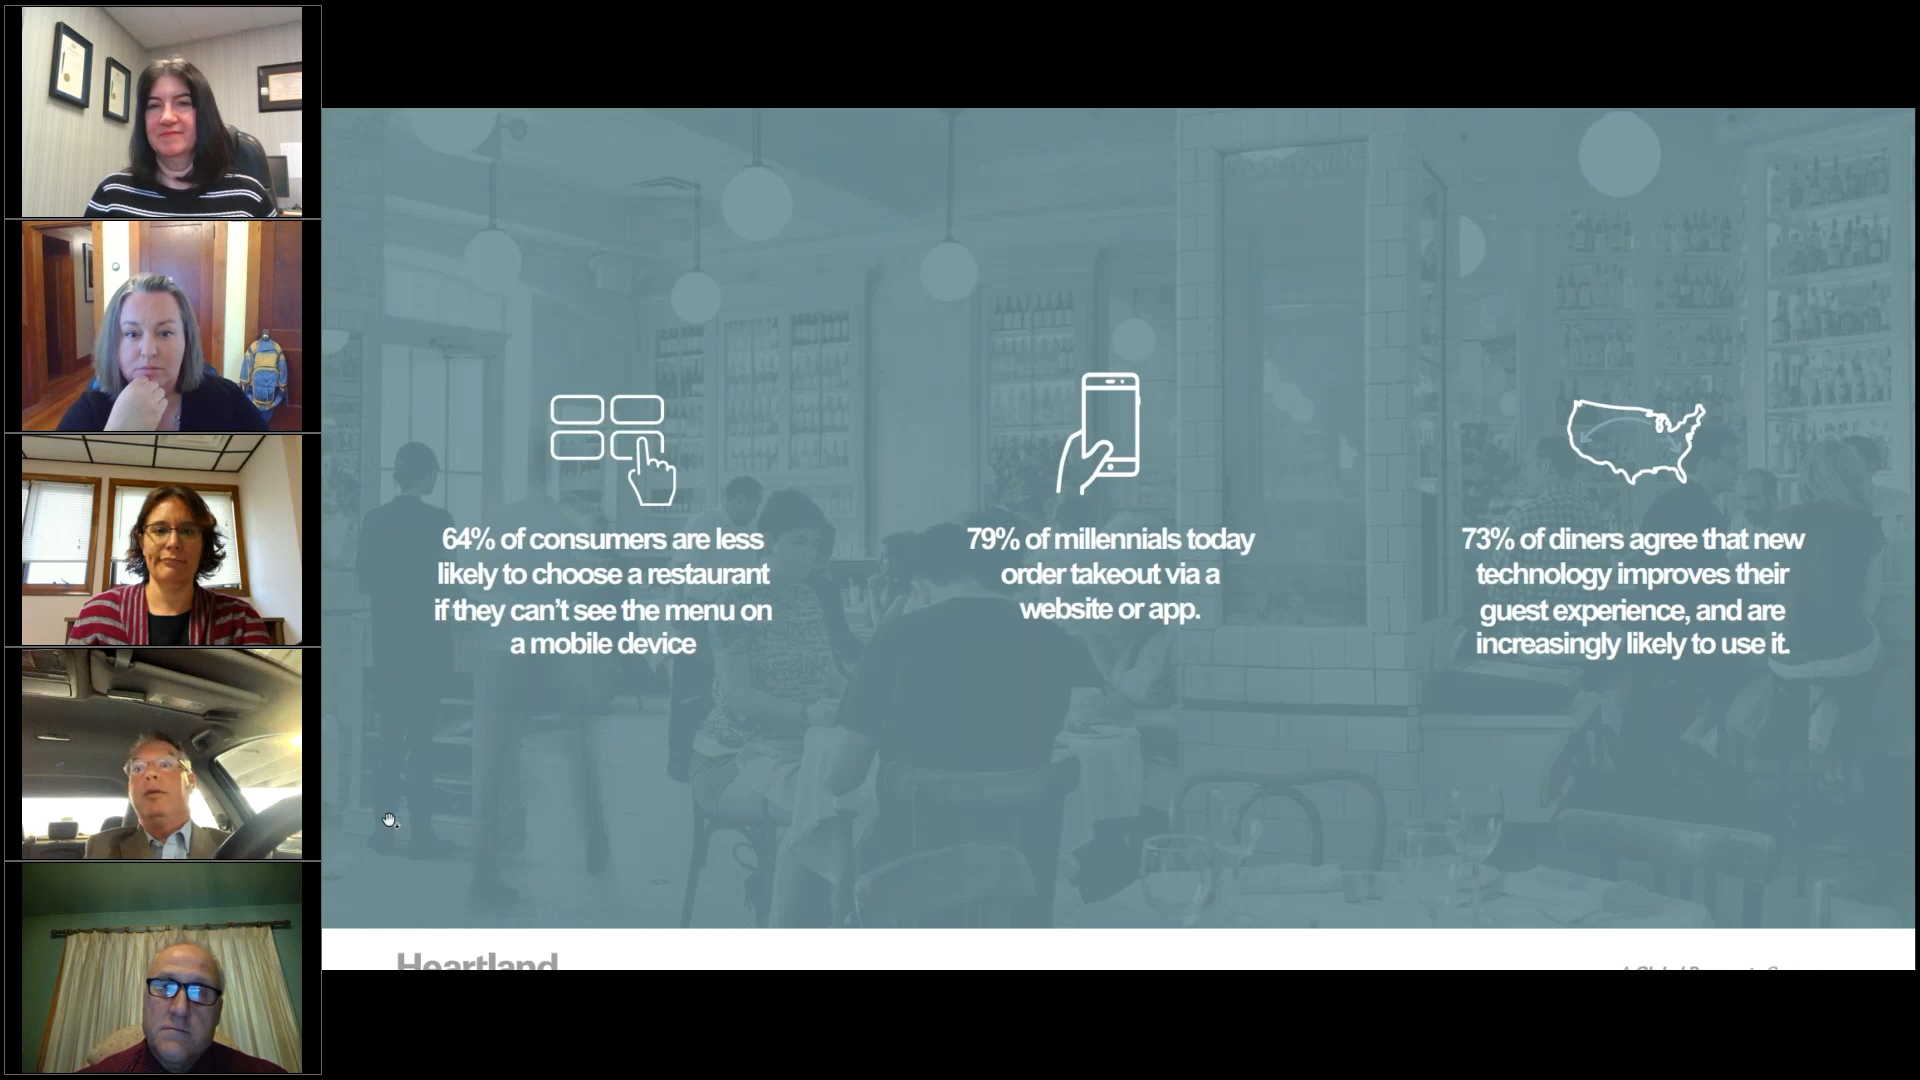 64% of consumers are less
likely to choose a restaurant
if they can't see the menu on
a mobile device
79% of millennials today
order takeout via a
website or app.
73% of diners agree that new
technology improves their
guest experience, and are
increasingly likely to use it.
Heartland